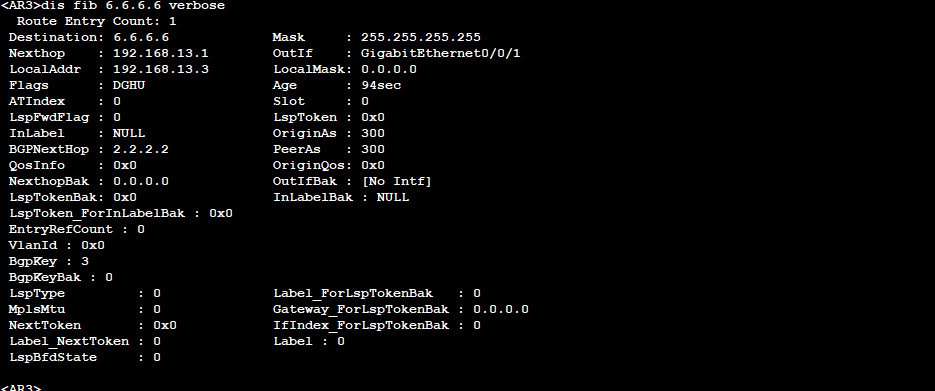 <AR3>dis fib 6.6.6.6 verbose
Route Entry Count: 1
Destination: 6.6.6.6 Mask : 255.255.255.255
Nexthop : 192.168.13.1 OutIf : GigabitEthernet0/0/1
LocalAddr : 192.168.13.3 LocalMask: 0.0.0.0
Flags : DGHU Age : 94sec
ATIndex : 0 Slot : 0
LspFwdFlag : 0 LspToken : 0x0
InLabel : NULL OriginAs : 300
BGPNextHop : 2.2.2.2 PeerAs : 300
QosInfo : 0x0 OriginQos: 0x0
NexthopBak : 0.0.0.0 OutIfBak : [No Intf]
LspTokenBak: 0x0 InLabelBak : NULL
LspToken_ForInLabelBak : 0x0
EntryRefCount : 0
VlanId : 0x0
BgpKey : 3
BgpKeyBak : 0
LspType : 0 Label_ForLspTokenBak : 0
MplsMtu : 0 Gateway_ForLspTokenBak : 0.0.0.0
NextToken : 0x0 IfIndex_ForLspTokenBak : 0
Label_NextToken : 0 Label : 0
LspBfdState : 0
<AR3>